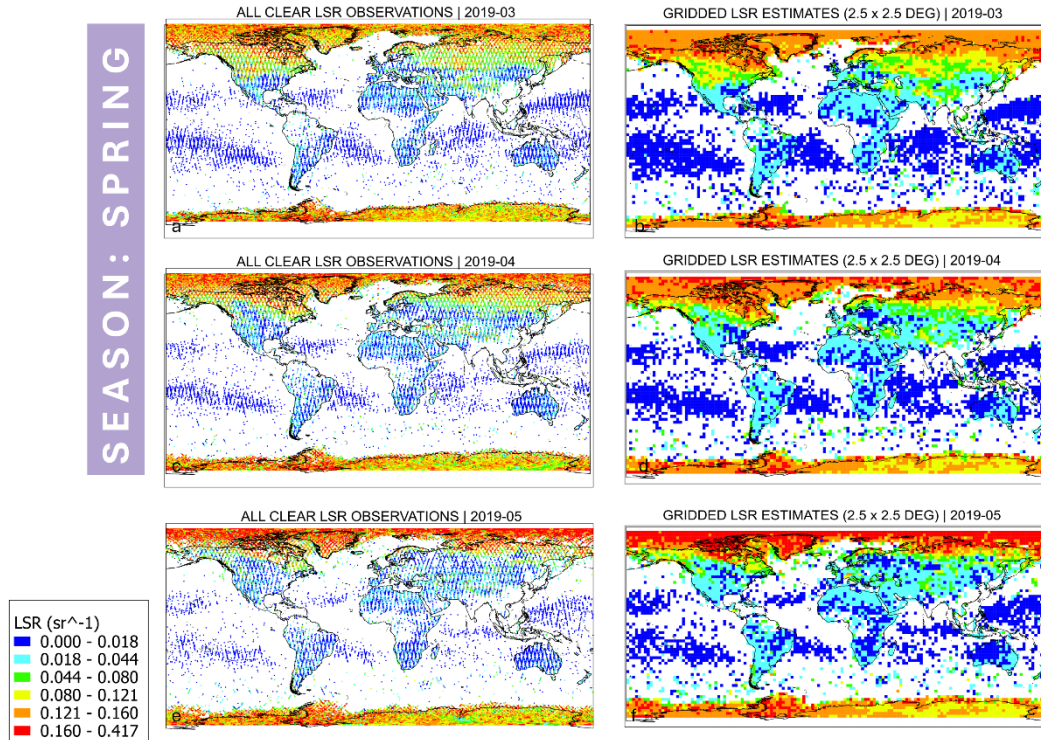 SEASON: SPRING
ALL CLEAR LSR OBSERVATIONS | 2019-03
GRIDDED LSR ESTIMATES (2.5 x 2.5 DEG) | 2019-03
a
b
ALL CLEAR LSR OBSERVATIONS | 2019-04
GRIDDED LSR ESTIMATES (2.5 x 2.5 DEG) | 2019-04
c
d
ALL CLEAR LSR OBSERVATIONS | 2019-05
GRIDDED LSR ESTIMATES (2.5 x 2.5 DEG) | 2019-05
e
f
LSR (sr^-1)
0.000 - 0.018
0.018 - 0.044
0.044 - 0.080
0.080 - 0.121
0.121 - 0.160
0.160 - 0.417